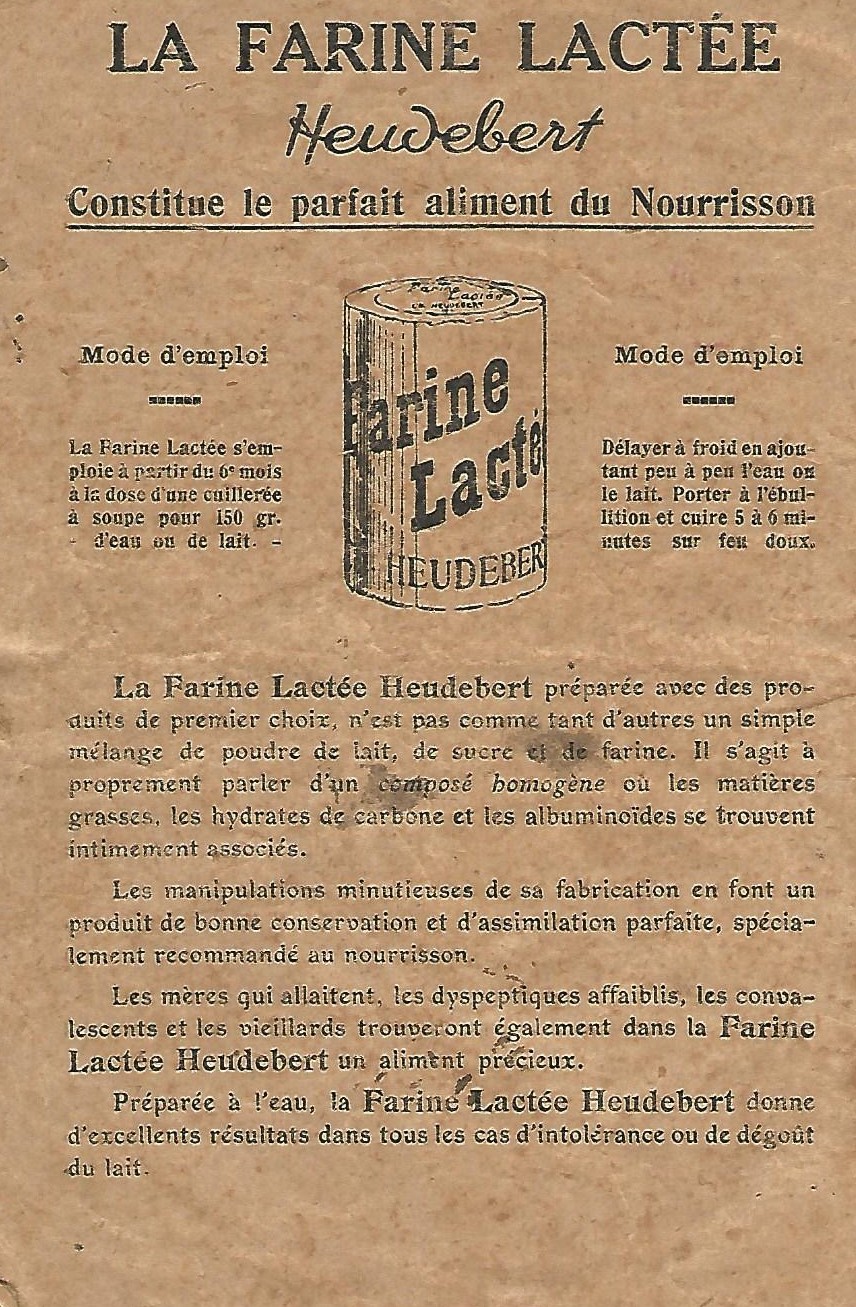 LA FARINE LACTÉE
Heudebert
Constitue le parfait aliment du Nourrisson
Farine Lactée
HEUDEBERT
Farine
Lacté
HEUDEBERT
Mode d'emploi
La Farine Lactée s'em-
ploie à partir du 6e mois
à la dose d'une cuillerée
à soupe pour 150 gr.
- d'eau ou de lait. -
Mode d'emploi
Délayer à froid en ajou-
tant peu à peu l'eau ou
le lait. Porter à l'ébul-
lition et cuire 5 à 6 mi-
nutes sur feu doux.
La Farine Lactée Heudebert préparée avec des pro-
duits de premier choix, n'est pas comme tant d'autres un simple
mélange de poudre de lait, de sucre et de farine. Il s'agit à
proprement parler d'un composé homogène où les matières
grasses, les hydrates de carbone et les albuminoïdes se trouvent
intimement associés.
Les manipulations minutieuses de sa fabrication en font un
produit de bonne conservation et d'assimilation parfaite, spécia-
lement recommandé au nourrisson.
Les mères qui allaitent, les dyspeptiques affaiblis, les conva-
lescents et les vieillards trouveront également dans la Farine
Lactée Heudebert un aliment précieux.
Préparée à l'eau, la Farine Lactée Heudebert donne
d'excellents résultats dans tous les cas d'intolérance ou de dégoût
du lait.